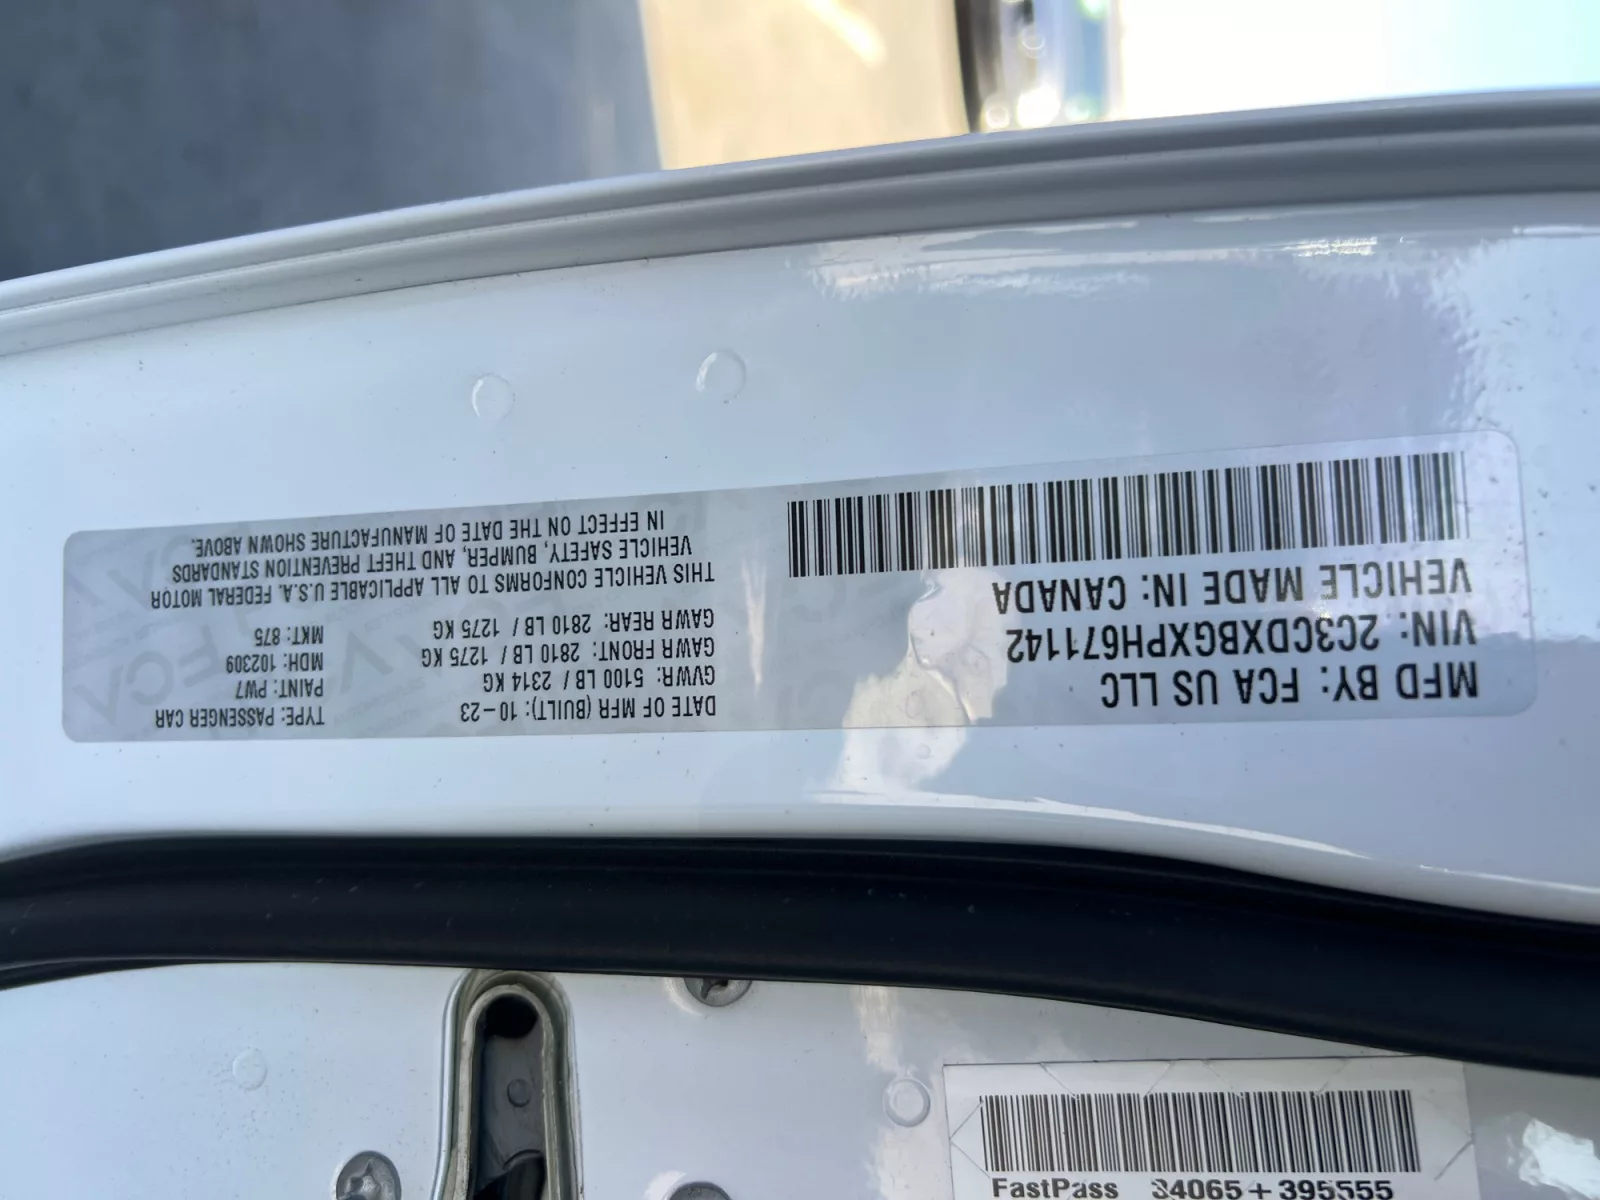 MFD BY: FCA US LLC
VIN: 2C3CDXBGXPH671142
VEHICLE MADE IN: CANADA
DATE OF MFR (BUILT): 10-23
GVWR: 5100 LB / 2314 KG
GAWR FRONT: 2810 LB / 1275 KG
GAWR REAR: 2810 LB / 1275 KG
TYPE: PASSENGER CAR
PAINT: PW7
MDH: 102309
MKT: 875
THIS VEHICLE CONFORMS TO ALL APPLICABLE U.S.A. FEDERAL MOTOR
VEHICLE SAFETY, BUMPER, AND THEFT PREVENTION STANDARDS
IN EFFECT ON THE DATE OF MANUFACTURE SHOWN ABOVE.
FastPass 34065+395555